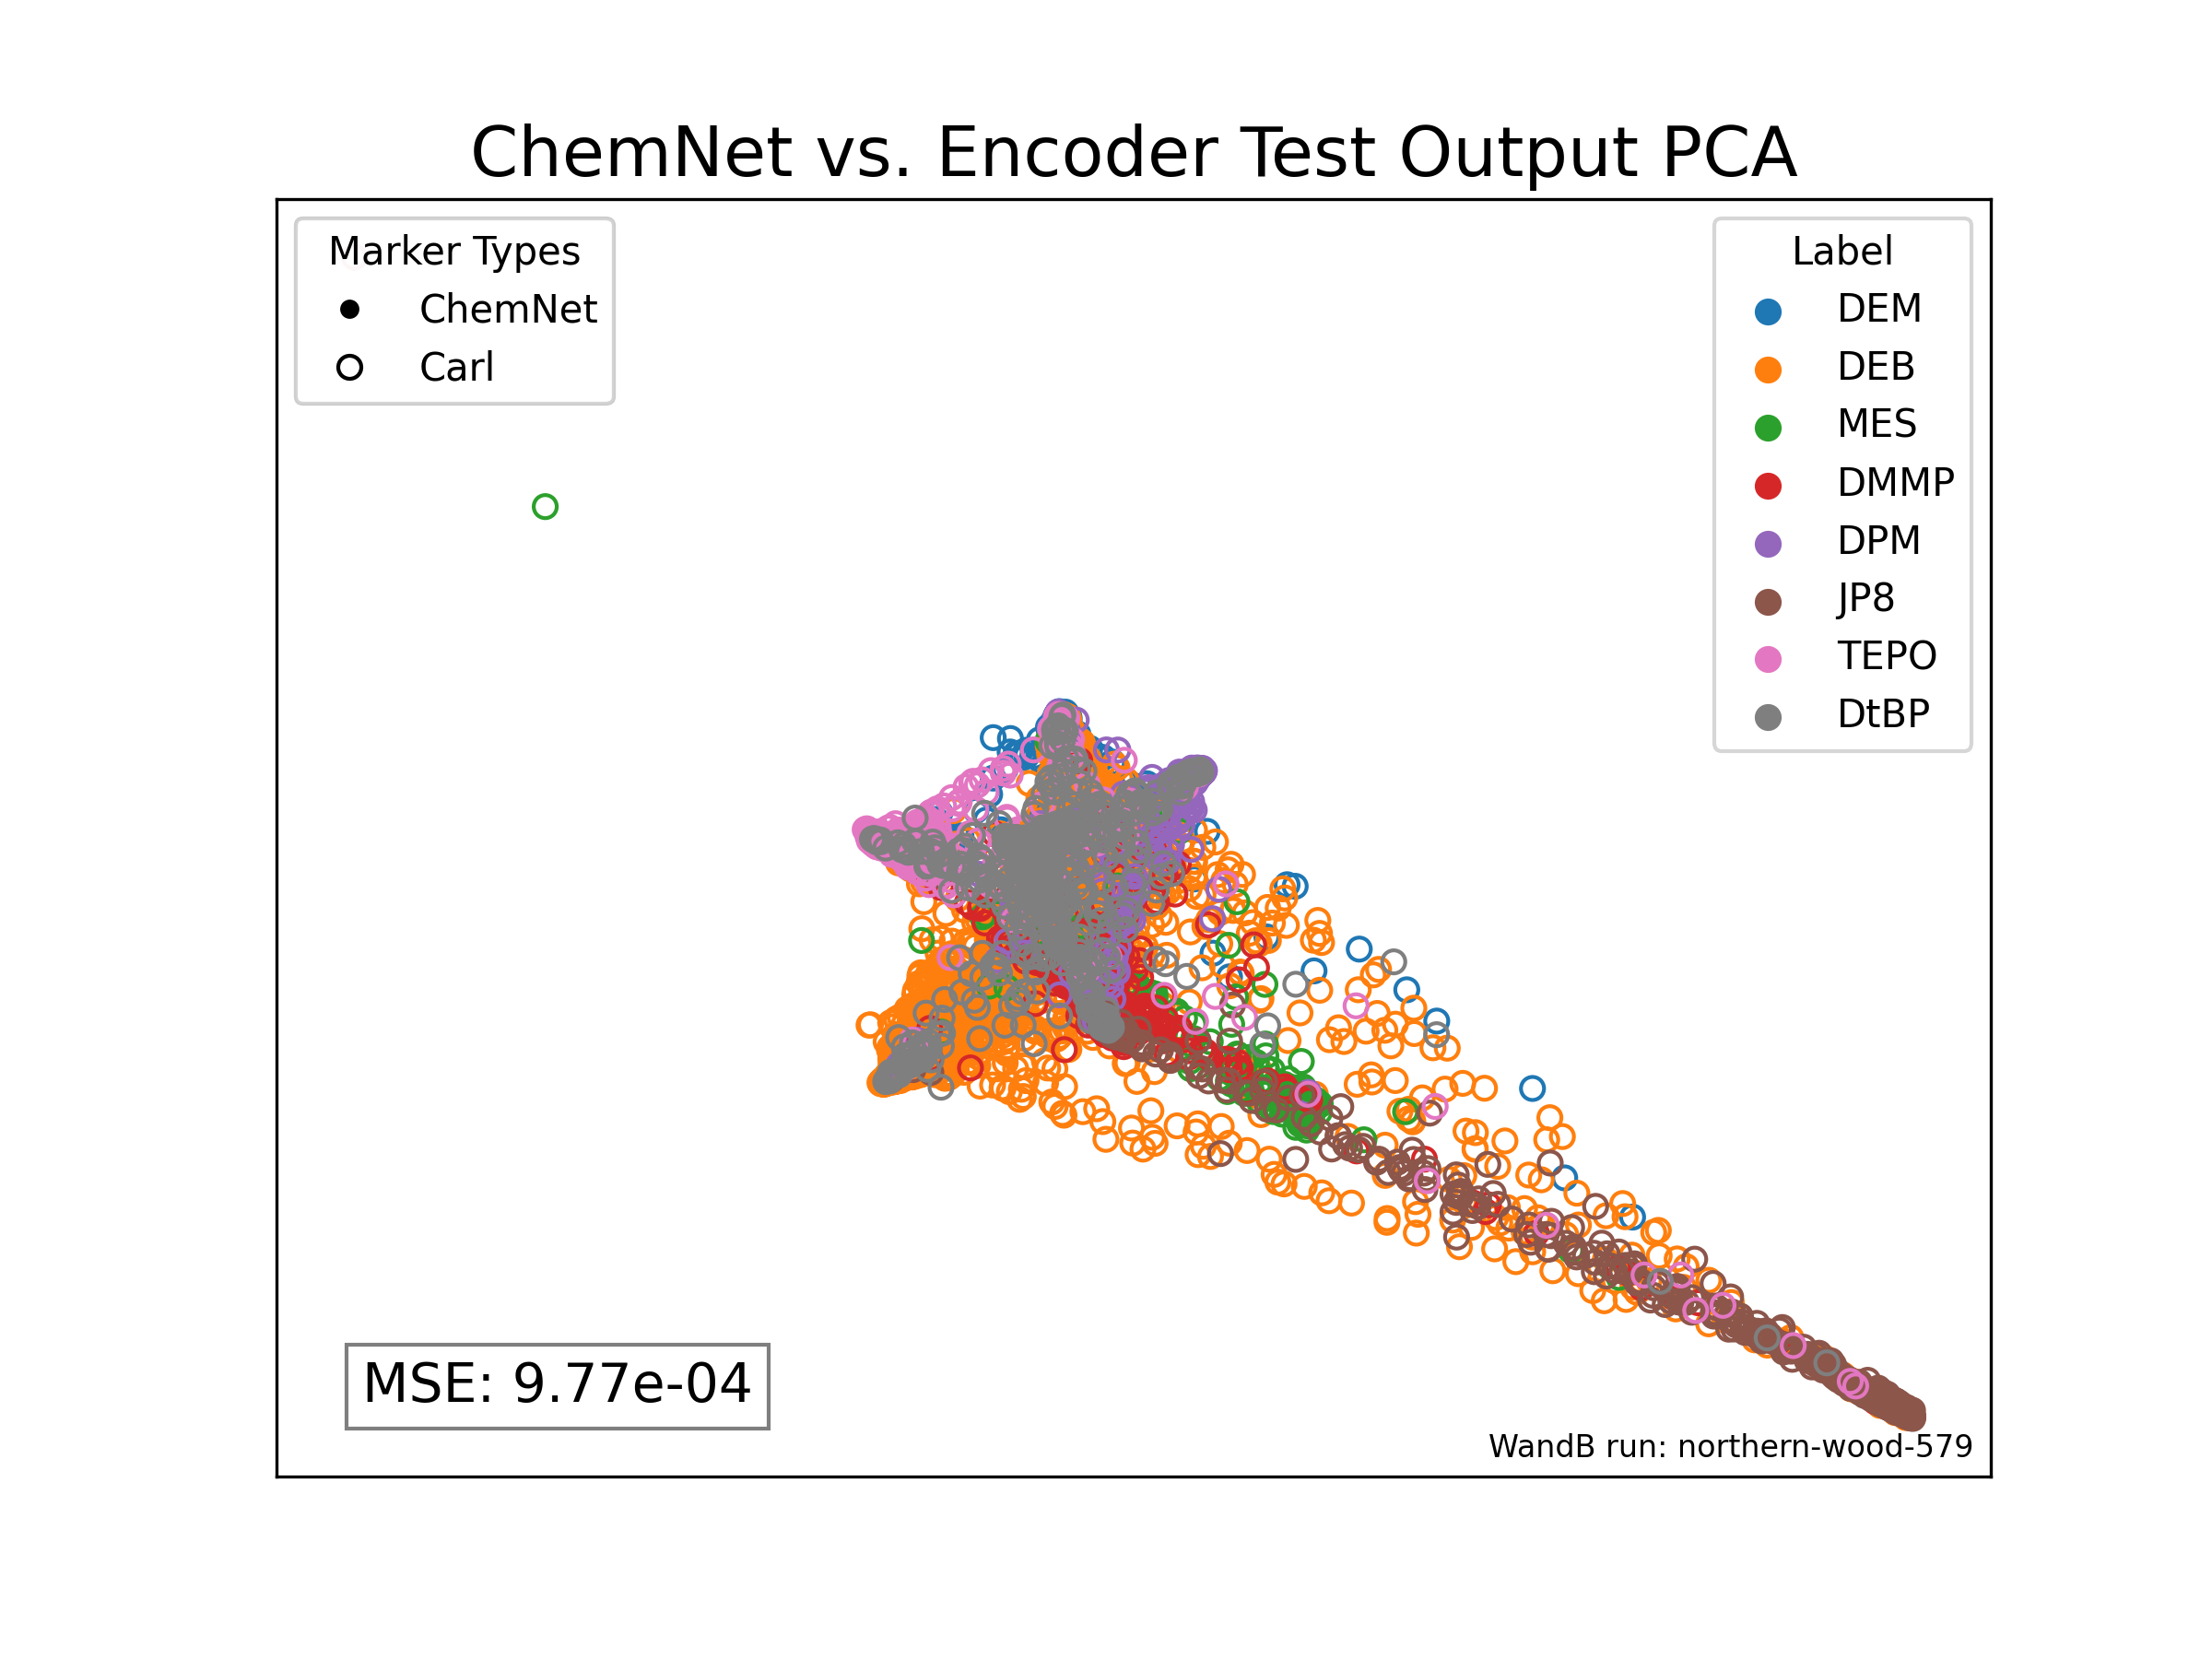 ChemNet vs. Encoder Test Output PCA
Marker Types
ChemNet
Carl
Label
DEM
DEB
MES
DMMP
DPM
JP8
TEPO
DtBP
MSE: 9.77e-04
WandB run: northern-wood-579